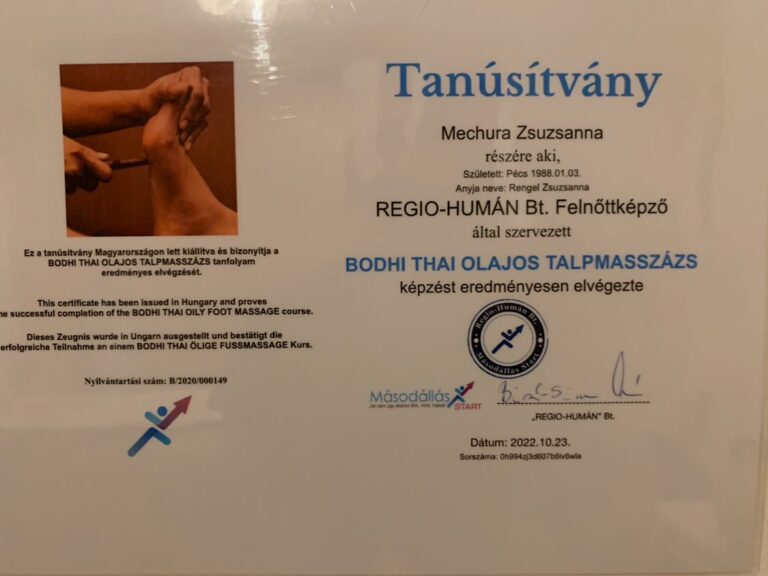 Ez a tanúsítvány Magyarországon lett kiállítva és bizonyítja a
BODHI THAI OLAJOS TALPMASSZÁZS tanfolyam
eredményes elvégzését.
This certificate has been issued in Hungary and proves
he successful completion of the BODHI THAI OILY FOOT MASSAGE course.
Dieses Zeugnis wurde in Ungarn ausgestellt und bestätigt die
erfolgreiche Teilnahme an einem BODHI THAI ÖLIGE FUSSMASSAGE Kurs.
Nyilvántartási szám: B/2020/000149
Tanúsítvány
Mechura Zsuzsanna
részére aki,
Született: Pécs 1988.01.03.
Anyja neve: Rengel Zsuzsanna
REGIO-HUMÁN Bt. Felnőttképző
által szervezett
BODHI THAI OLAJOS TALPMASSZÁZS
képzést eredményesen elvégezte
Regio-Human Bt.
Másodállás Start
Másodállás
START
„REGIO-HUMÁN" Bt.
Dátum: 2022.10.23.
Sorszáma: 0h994zj3d607b6iv6wla